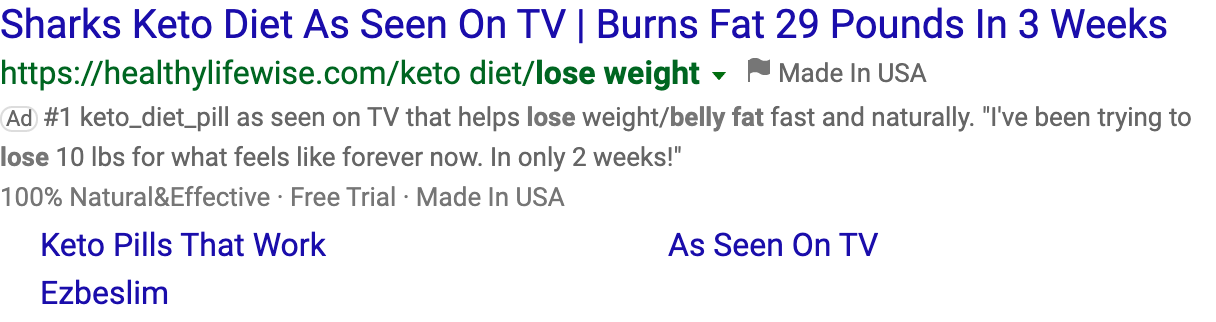 Sharks Keto Diet As Seen On TV | Burns Fat 29 Pounds In 3 Weeks
https://healthylifewise.com/keto diet/lose weight Made In USA
Ad #1 keto_diet_pill as seen on TV that helps lose weight/belly fat fast and naturally. "I've been trying to
lose 10 lbs for what feels like forever now. In only 2 weeks!"
100% Natural&Effective · Free Trial · Made In USA
Keto Pills That Work As Seen On TV
Ezbeslim